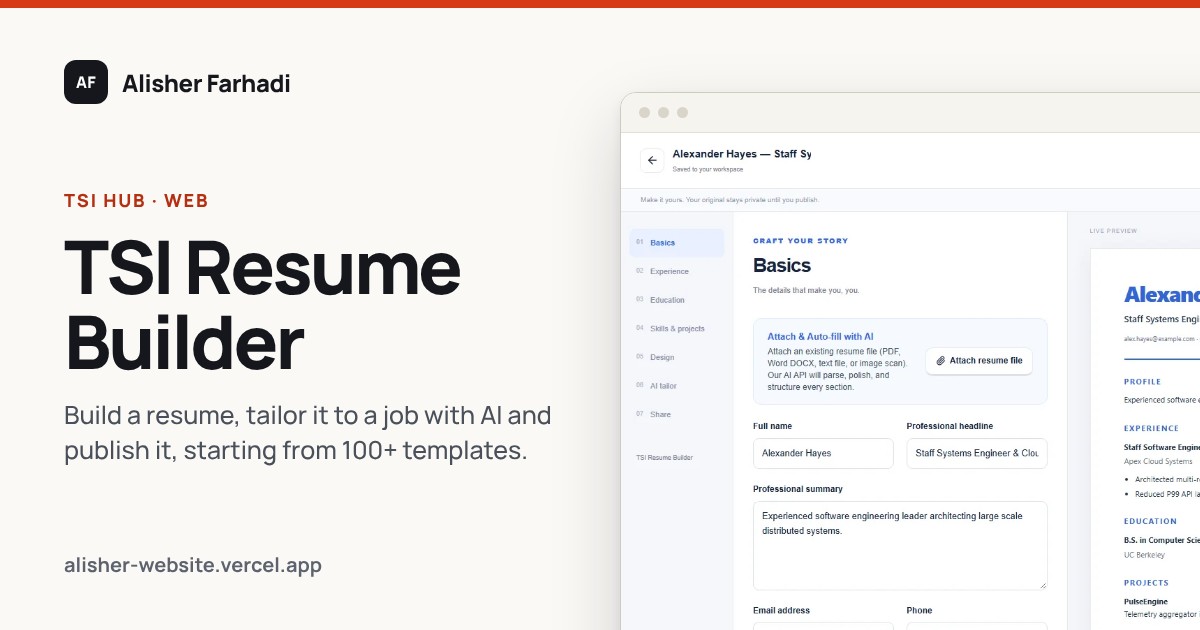 AF
Alisher Farhadi
TSI HUB · WEB
TSI Resume
Builder
Build a resume, tailor it to a job with AI and
publish it, starting from 100+ templates.
alisher-website.vercel.app
Alexander Hayes — Staff Sy
Saved to your workspace
Make it yours. Your original stays private until you publish.
01 Basics
02 Experience
03 Education
04 Skills & projects
05 Design
06 AI tailor
07 Share
TSI Resume Builder
CRAFT YOUR STORY
Basics
The details that make you, you.
Attach & Auto-fill with AI
Attach an existing resume file (PDF,
Word DOCX, text file, or image scan).
Our AI API will parse, polish, and
structure every section.
Attach resume file
Full name
Alexander Hayes
Professional headline
Staff Systems Engineer & Clou
Professional summary
Experienced software engineering leader architecting large scale
distributed systems.
Email address
Phone
LIVE PREVIEW
Alexand
Staff Systems Engi
alec.hayes@example.com ·
PROFILE
Experienced software e
EXPERIENCE
Staff Software Engine
Apex Cloud Systems
• Architected multi-re
• Reduced P99 API la
EDUCATION
B.S. in Computer Scie
UC Berkeley
PROJECTS
PulseEngine
Telemetry aggregator